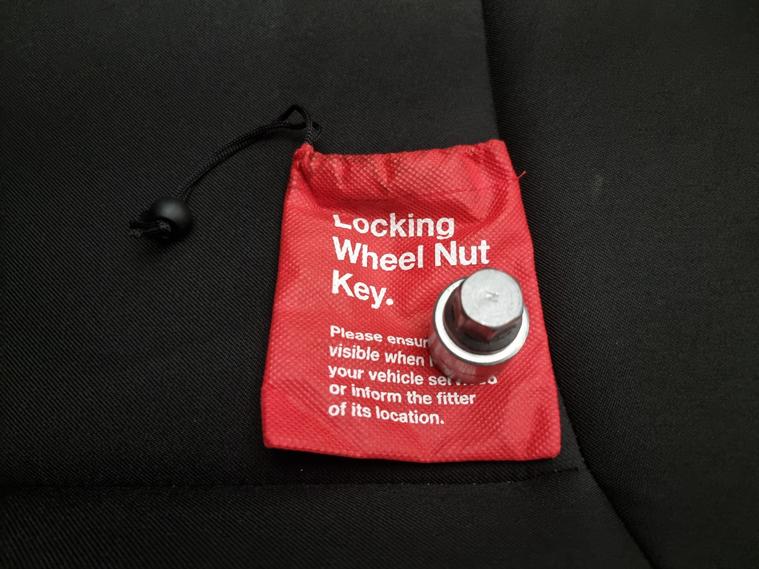 Locking
Wheel Nut
Key.
Please
visible when
your vehicle
or inform the fitter
of its location.